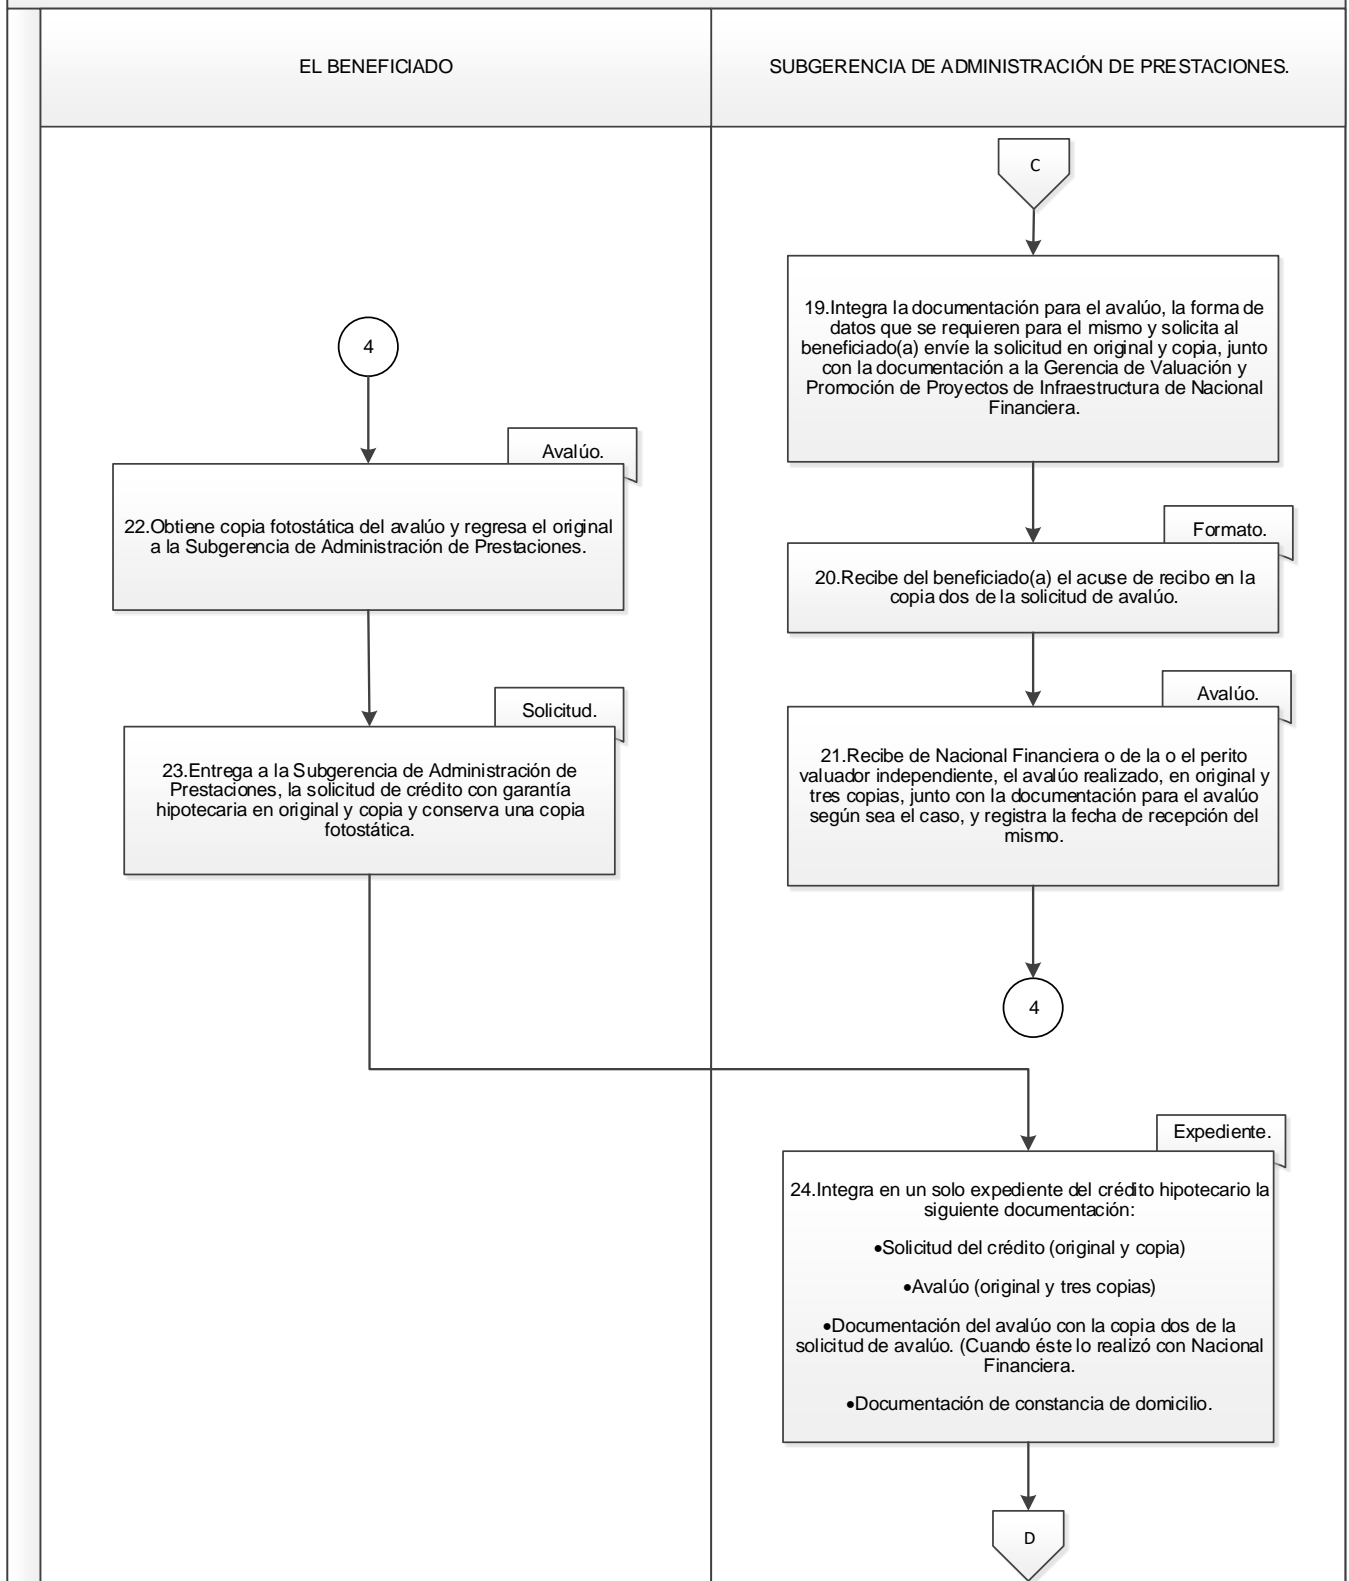 EL BENEFICIADO
SUBGERENCIA DE ADMINISTRACIÓN DE PRESTACIONES.
C
19.Integra la documentación para el avalúo, la forma de
datos que se requieren para el mismo y solicita al
beneficiado(a) envíe la solicitud en original y copia, junto
con la documentación a la Gerencia de Valuación y
Promoción de Proyectos de Infraestructura de Nacional
Financiera.
Formato.
20.Recibe del beneficiado(a) el acuse de recibo en la
copia dos de la solicitud de avalúo.
Avalúo.
21.Recibe de Nacional Financiera o de la o el perito
valuador independiente, el avalúo realizado, en original y
tres copias, junto con la documentación para el avalúo
según sea el caso, y registra la fecha de recepción del
mismo.
4
4
Avalúo.
22.Obtiene copia fotostática del avalúo y regresa el original
a la Subgerencia de Administración de Prestaciones.
Solicitud.
23.Entrega a la Subgerencia de Administración de
Prestaciones, la solicitud de crédito con garantía
hipotecaria en original y copia y conserva una copia
fotostática.
Expediente.
24.Integra en un solo expediente del crédito hipotecario la
siguiente documentación:
•Solicitud del crédito (original y copia)
•Avalúo (original y tres copias)
•Documentación del avalúo con la copia dos de la
solicitud de avalúo. (Cuando éste lo realizó con Nacional
Financiera.
•Documentación de constancia de domicilio.
D